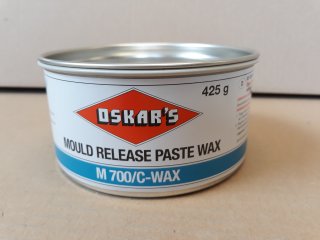 425 g
OSKAR'S
MOULD RELEASE PASTE WAX
M 700/C-WAX